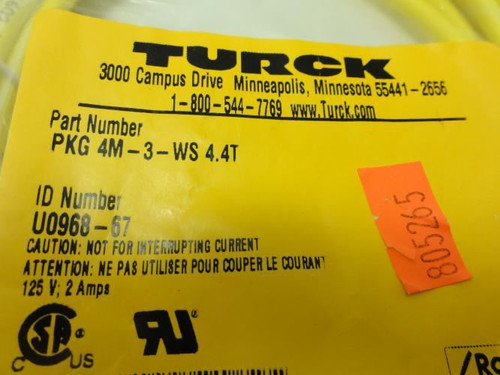 TURCK
3000 Campus Drive Minneapolis, Minnesota 55441-2656
1-800-544-7769 www.Turck.com
Part Number
PKG 4M-3-WS 4.4T
ID Number
U0968-67
CAUTION: NOT FOR INTERRUPTING CURRENT
ATTENTION: NE PAS UTILISER POUR COUPER LE COURANT
125 V; 2 Amps
805265
C US